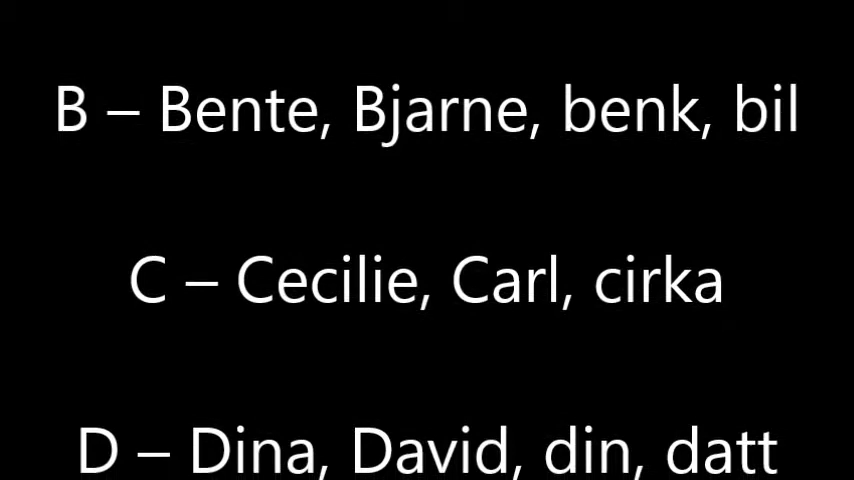 B – Bente, Bjarne, benk, bil
C – Cecilie, Carl, cirka
D – Dina, David, din, datt